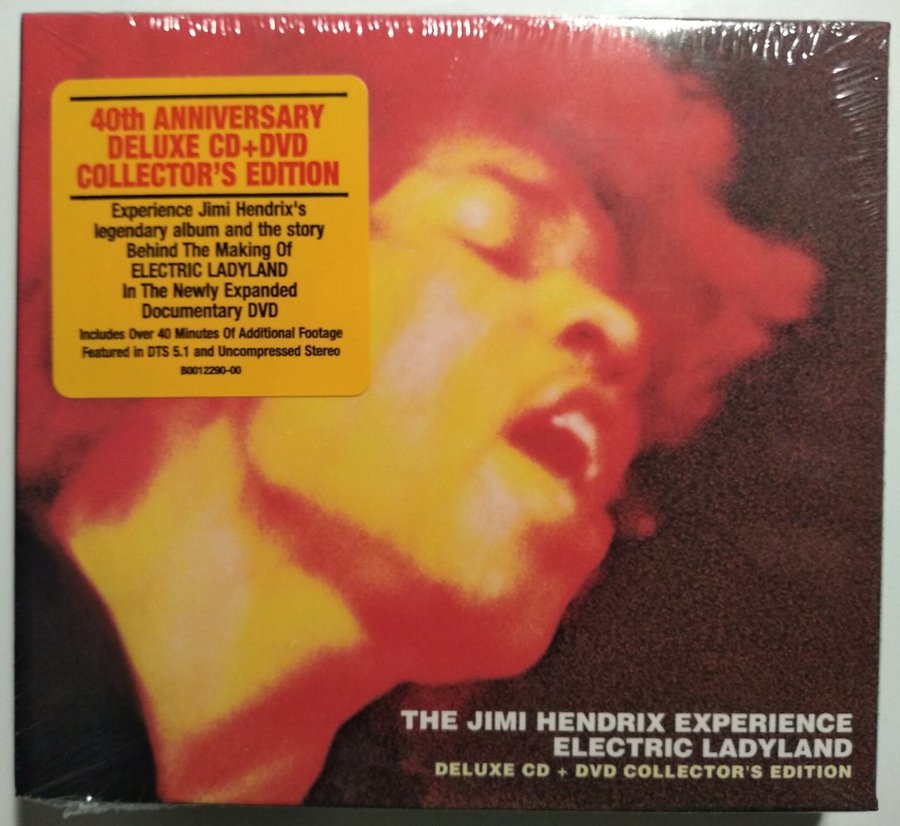 40th ANNIVERSARY
DELUXE CD+DVD
COLLECTOR'S EDITION
Experience Jimi Hendrix's
legendary album and the story
Behind The Making Of
ELECTRIC LADYLAND
In The Newly Expanded
Documentary DVD
Includes Over 40 Minutes Of Additional Footage
Featured in DTS 5.1 and Uncompressed Stereo
B0012290-00
THE JIMI HENDRIX EXPERIENCE
ELECTRIC LADYLAND
DELUXE CD + DVD COLLECTOR'S EDITION